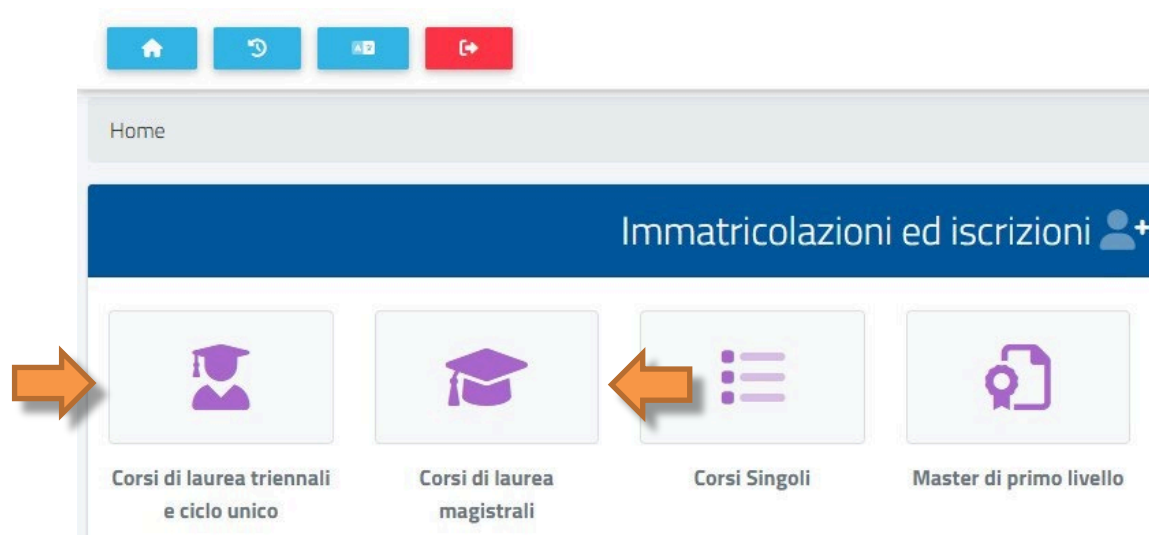 Home
Immatricolazioni ed iscrizioni
Corsi di laurea triennali
e ciclo unico
Corsi di laurea
magistrali
Corsi Singoli
Master di primo livello